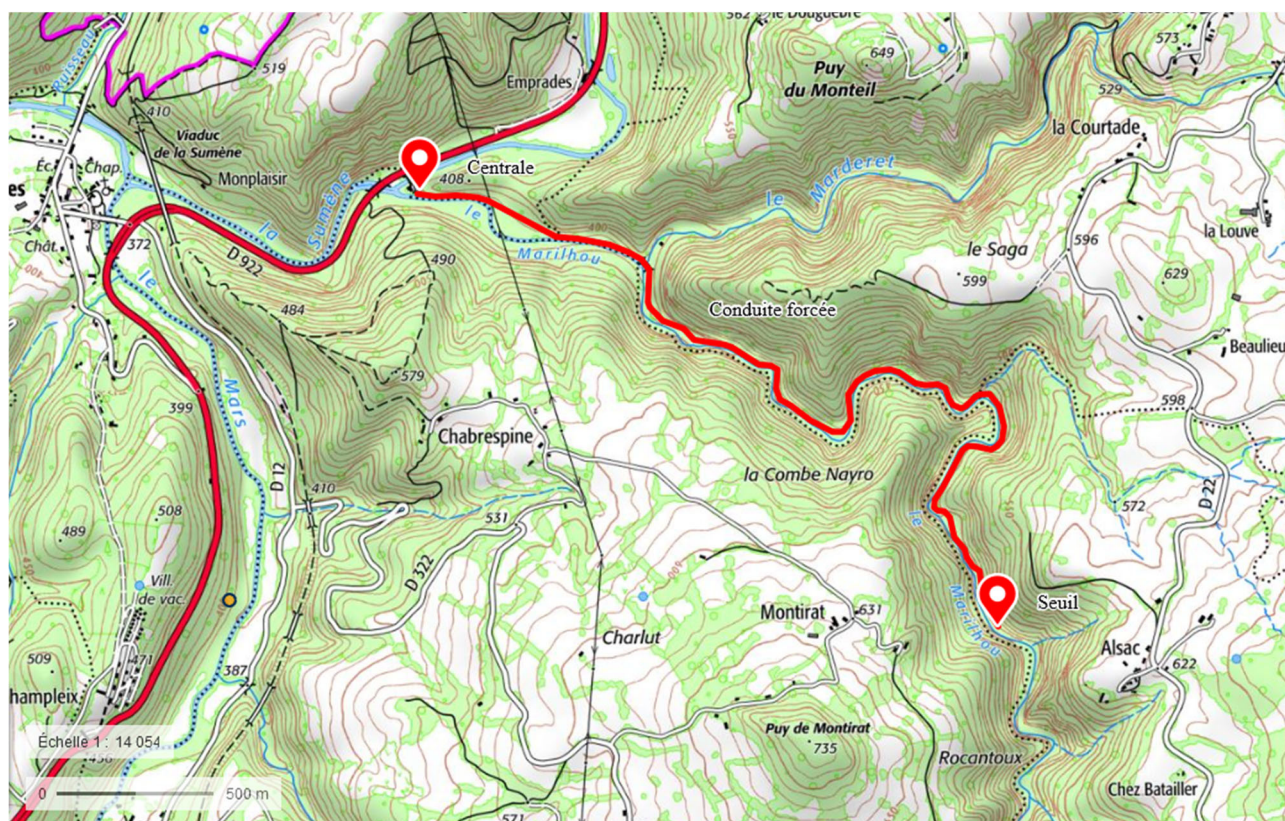 562
le Douguebre
573
649
519
Ruisseau
Puy
du Monteil
Emprades
529
410
la Courtade
Viaduc
de la Sumène
Éc.
Chap.
Centrale
408
Monplaisir
le
Marderet
es
Chât.
la
Sumène
le
400
Marilhou
la Louve
596
372
D 922
490
le Saga
629
599
le
484
Conduite forcée
Beaulieu
579
399
598
Mars
Chabrespine
la Combe Nayro
D 12
410
572
D 22
508
531
le
489
D 322
Vill.
de vac.
Montirat
631
Seuil
Marilhou
Charlut
509
471
387
Alsac
622
hampleix
Puy de Montirat
735
Échelle 1 : 14 054
456
Rocantoux
0
500 m
Chez Batailler
571